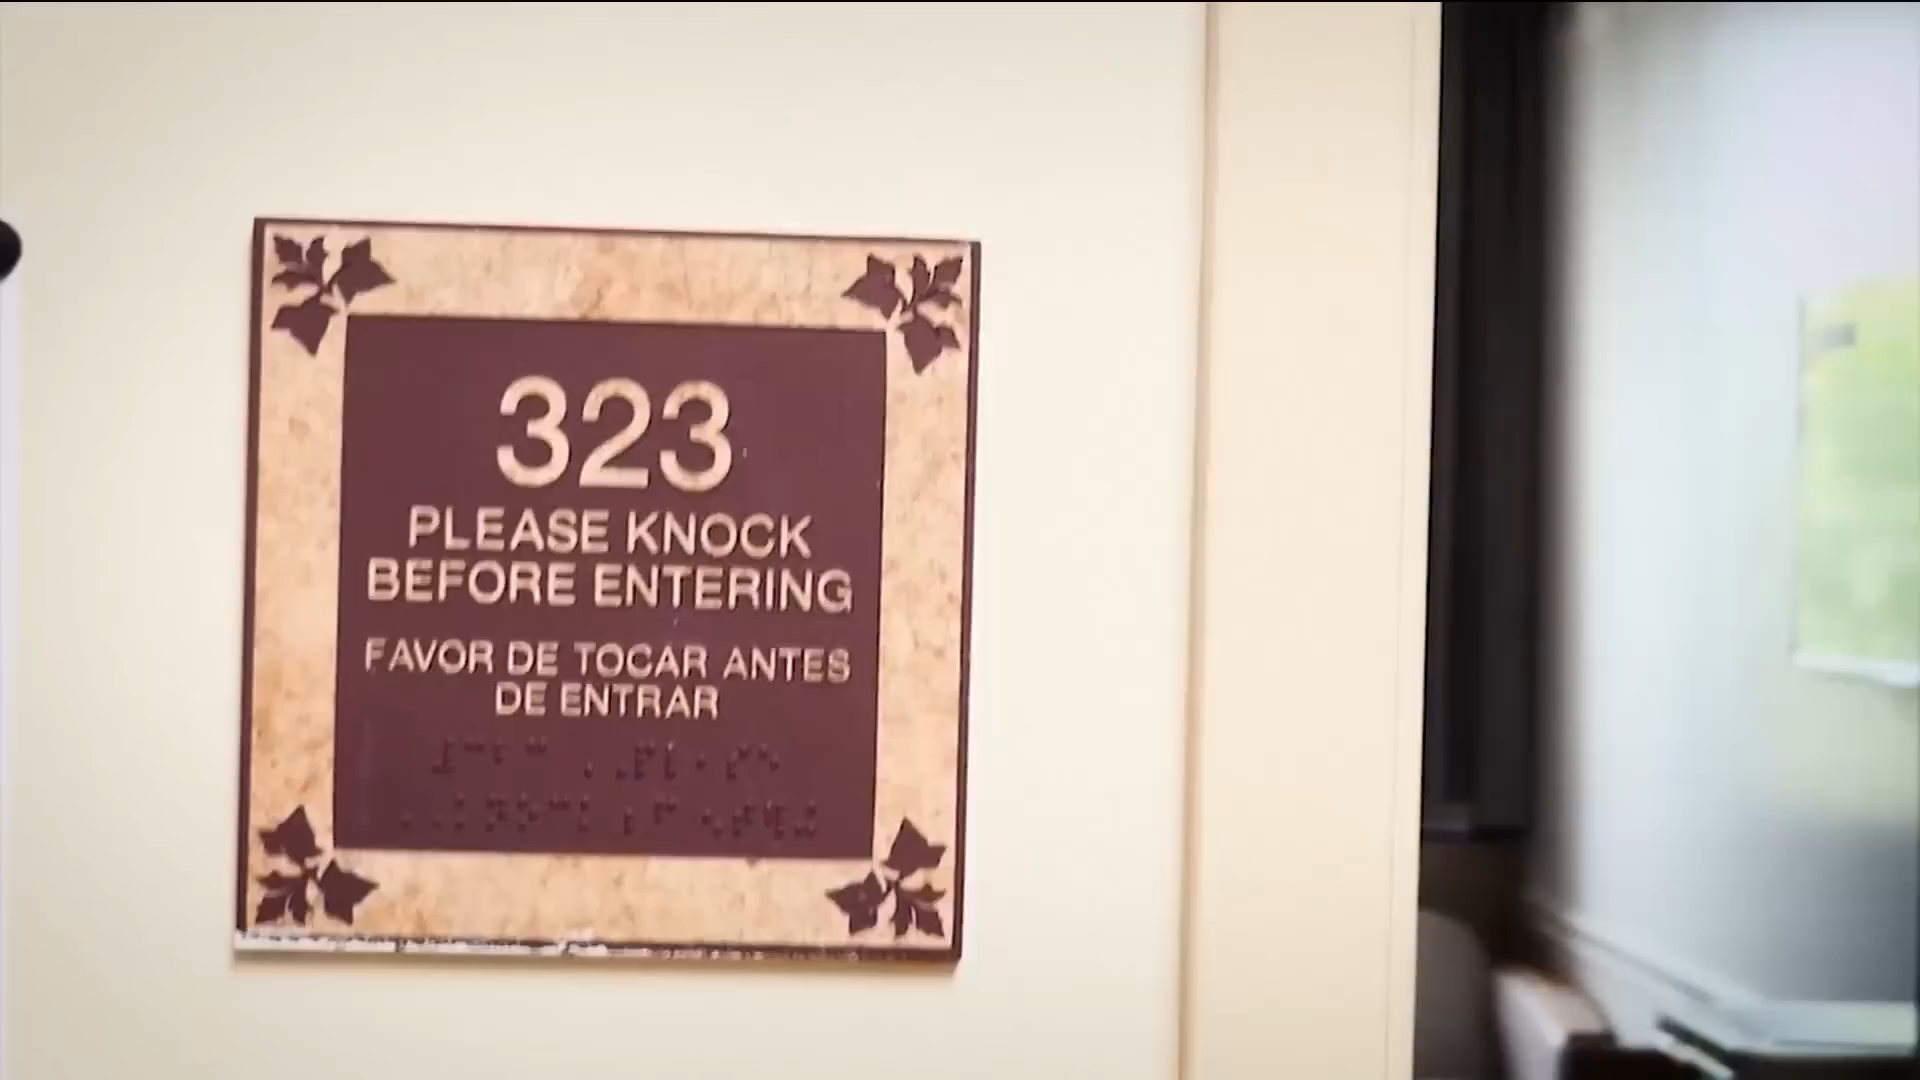 323
PLEASE KNOCK
BEFORE ENTERING
FAVOR DE TOCAR ANTES
DE ENTRAR